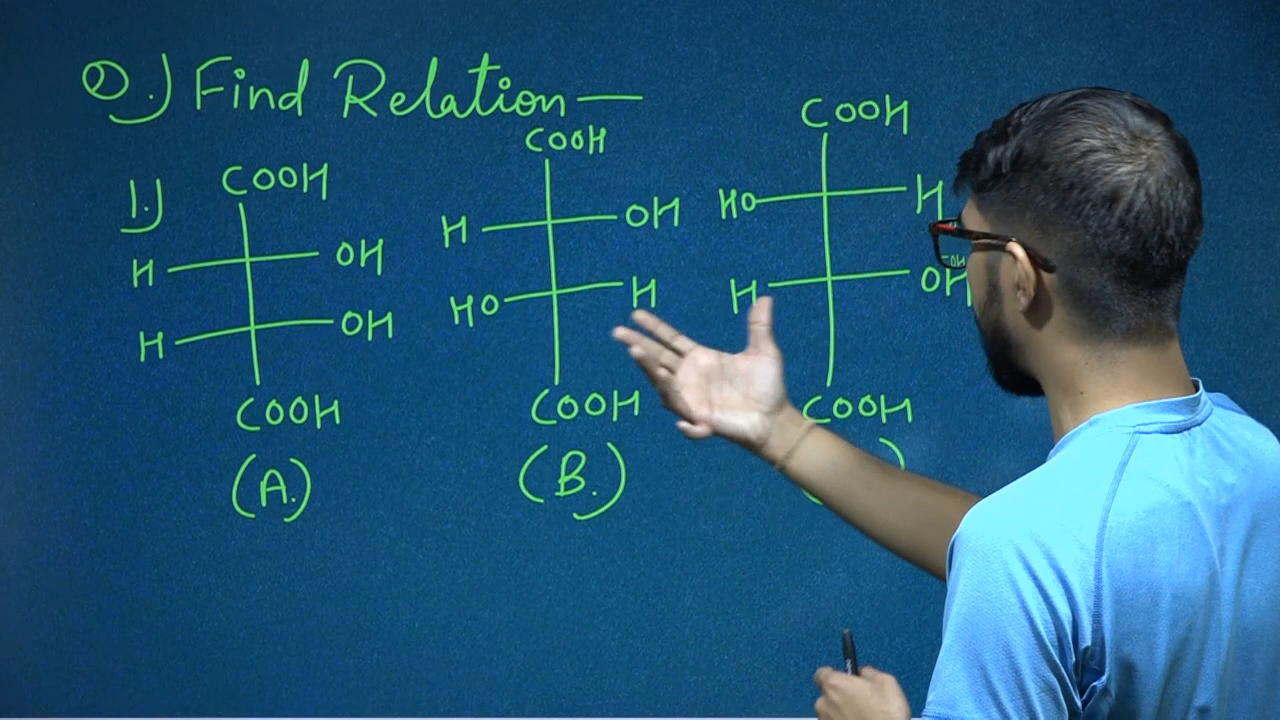 Q.) Find Relation —
1.)
COOH
H OH
H OH
COOH
(A.)
COOH
H OH
HO H
COOH
(B.)
COOH
HO H
H OH
COOH